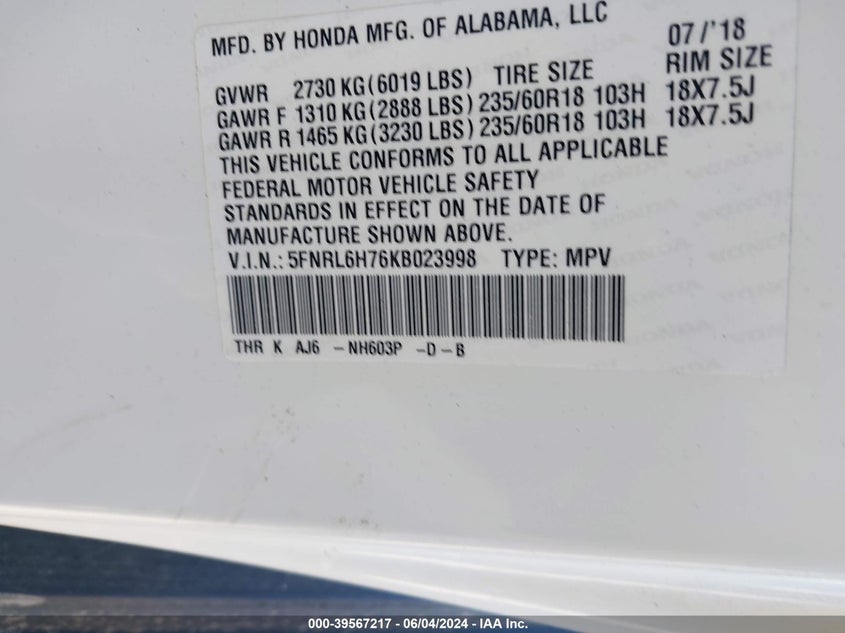 MFD. BY HONDA MFG. OF ALABAMA, LLC 07/'18
GVWR 2730 KG(6019 LBS) TIRE SIZE RIM SIZE
GAWR F 1310 KG(2888 LBS) 235/60R18 103H 18X7.5J
GAWR R 1465 KG(3230 LBS) 235/60R18 103H 18X7.5J
THIS VEHICLE CONFORMS TO ALL APPLICABLE
FEDERAL MOTOR VEHICLE SAFETY
STANDARDS IN EFFECT ON THE DATE OF
MANUFACTURE SHOWN ABOVE.
V.I.N.: 5FNRL6H76KB023998 TYPE: MPV
THR K AJ6 -NH603P -D-B
000-39567217 - 06/04/2024 - IAA Inc.